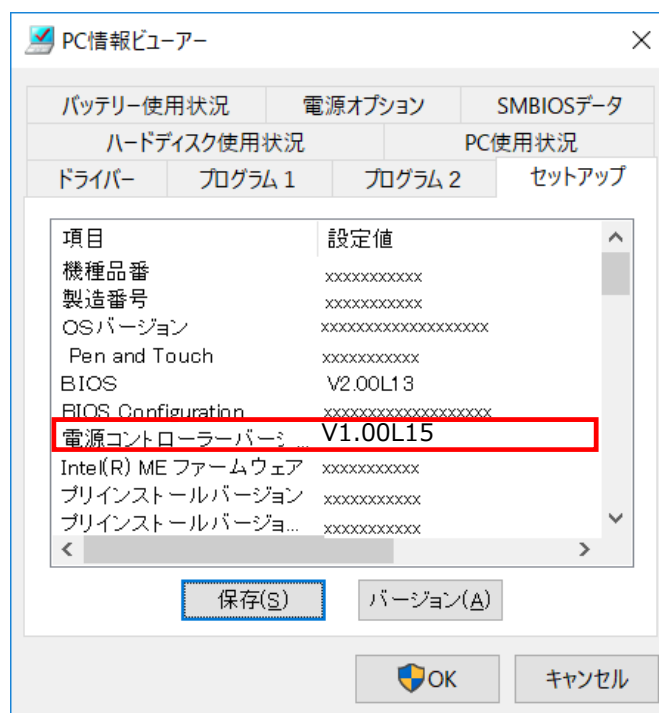 PC情報ビューアー
バッテリー使用状況 電源オプション SMBIOSデータ
ハードディスク使用状況 PC使用状況
ドライバー プログラム 1 プログラム 2 セットアップ
項目 設定値
機種品番 xxxxxxxxxxx
製造番号 xxxxxxxxxxx
OSバージョン xxxxxxxxxxxxxxxxxxx
Pen and Touch xxxxxxxxxxx
BIOS V2.00L13
BIOS Configuration xxxxxxxxxxxxxxxxxxx
電源コントローラーバージ... V1.00L15
Intel(R) ME ファームウェア xxxxxxxxxxx
プリインストールバージョン xxxxxxxxxxx
プリインストールバージョ... xxxxxxxxxxx
保存(S) バージョン(A)
OK キャンセル